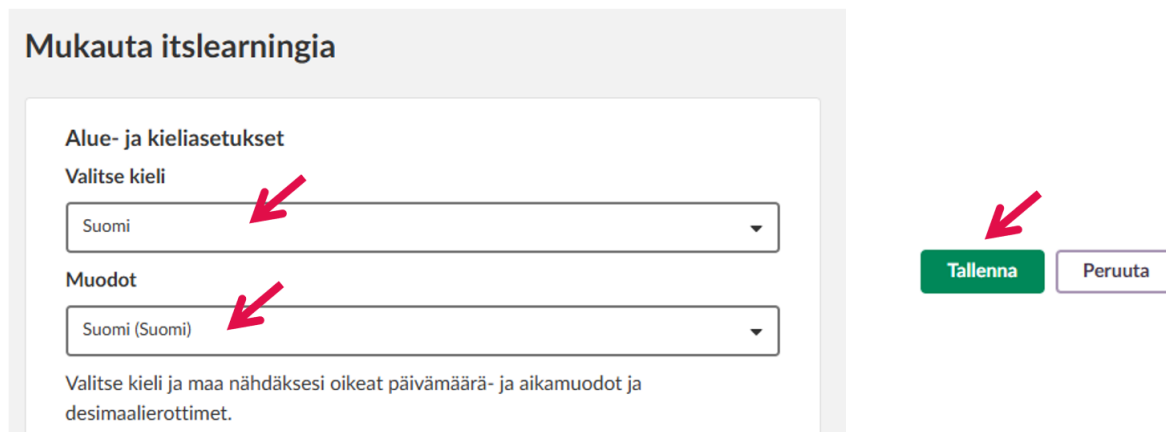 Mukauta itslearningia
Alue- ja kieliasetukset
Valitse kieli
Suomi
Muodot
Suomi (Suomi)
Valitse kieli ja maa nähdäksesi oikeat päivämäärä- ja aikamuodot ja
desimaalierottimet.
Tallenna
Peruuta